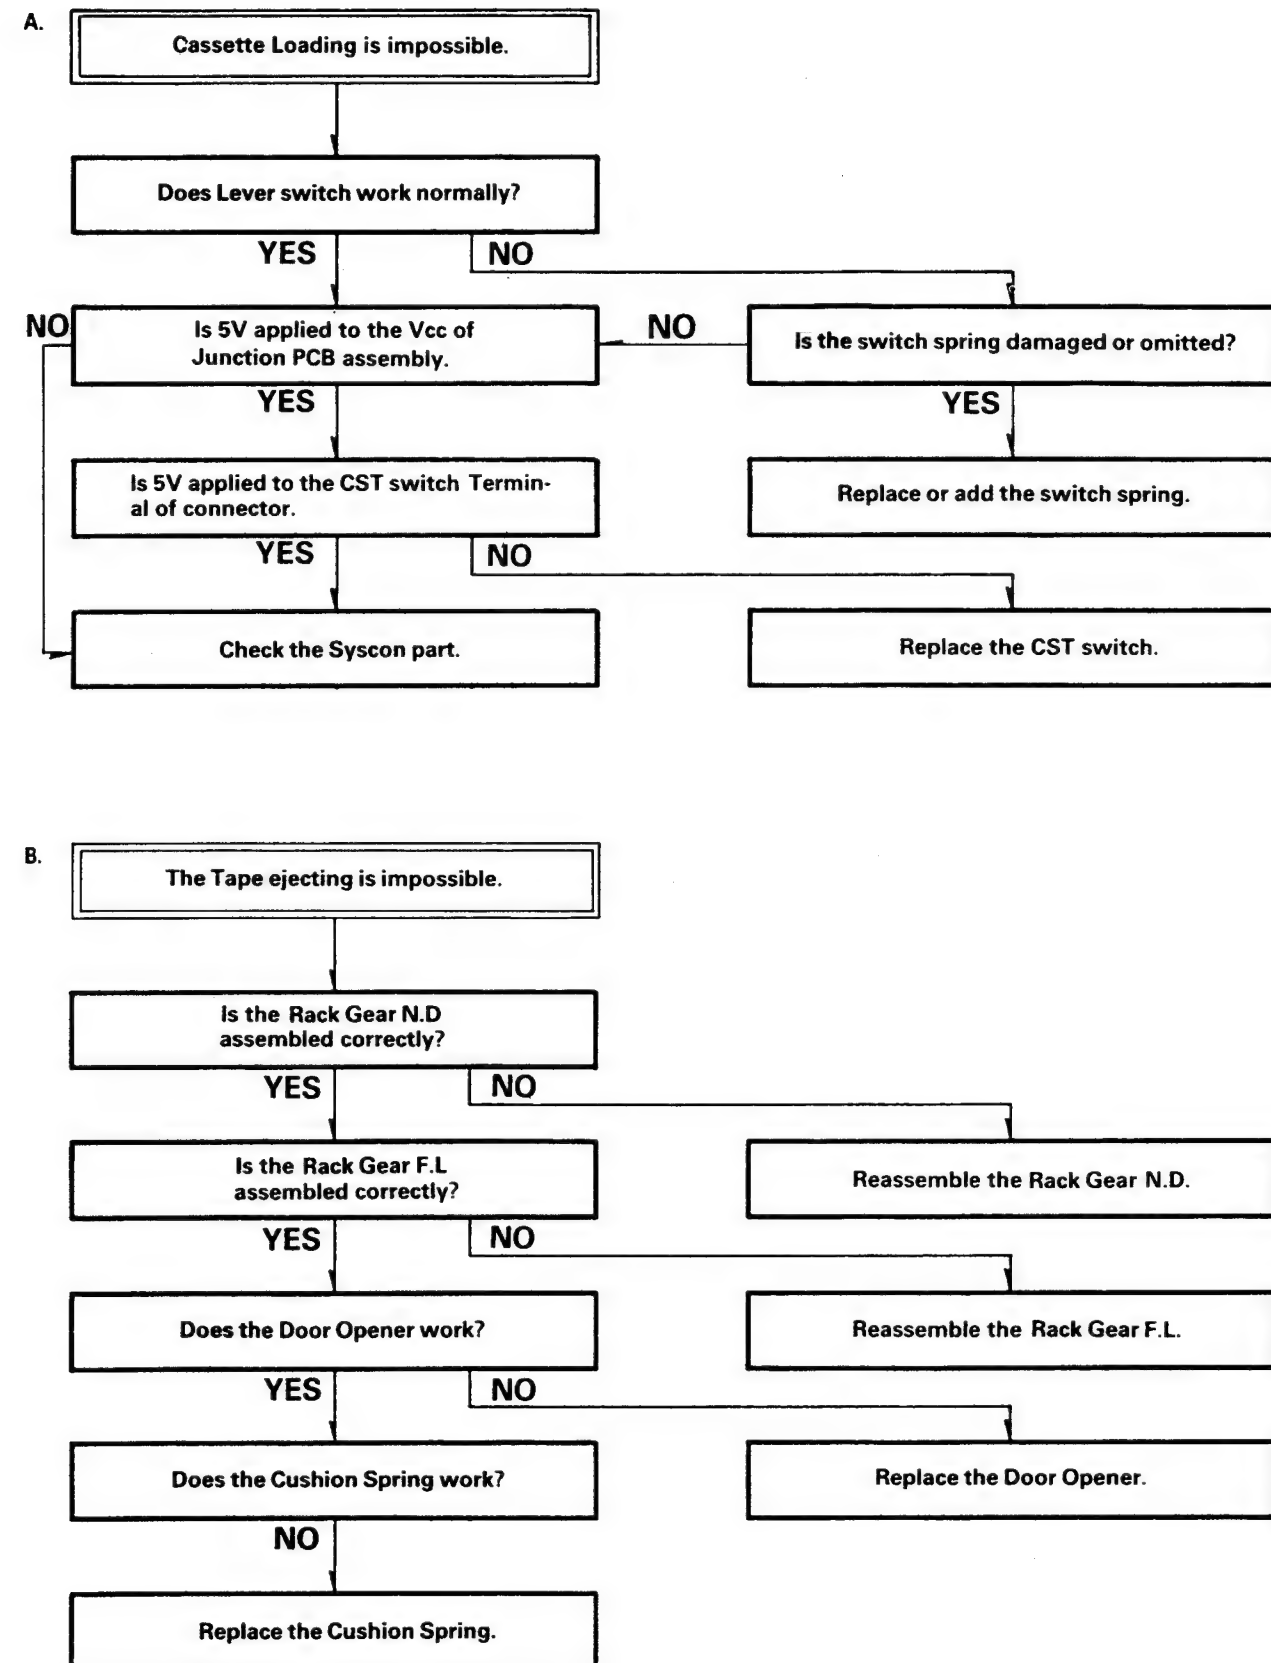 A.
Cassette Loading is impossible.
Does Lever switch work normally?
YES
NO
NO
Is 5V applied to the Vcc of
Junction PCB assembly.
NO
Is the switch spring damaged or omitted?
YES
YES
Is 5V applied to the CST switch Termin-
al of connector.
Replace or add the switch spring.
YES
NO
Check the Syscon part.
Replace the CST switch.
B.
The Tape ejecting is impossible.
Is the Rack Gear N.D
assembled correctly?
YES
NO
Is the Rack Gear F.L
assembled correctly?
Reassemble the Rack Gear N.D.
YES
NO
Does the Door Opener work?
Reassemble the Rack Gear F.L.
YES
NO
Does the Cushion Spring work?
Replace the Door Opener.
NO
Replace the Cushion Spring.